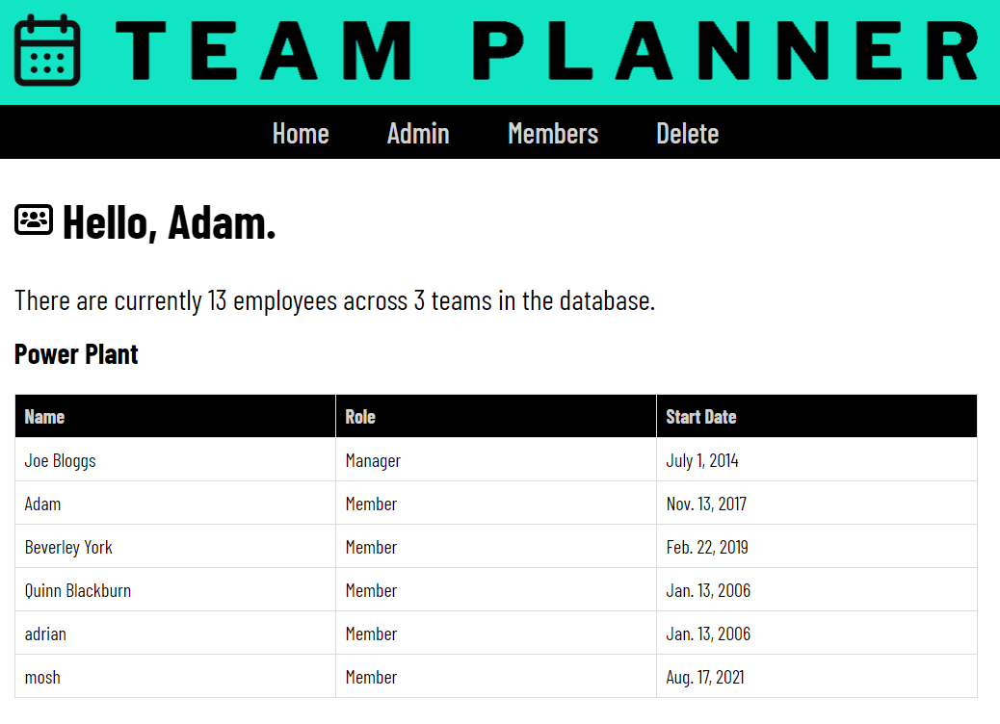 TEAM PLANNER
Home Admin Members Delete
Hello, Adam.
There are currently 13 employees across 3 teams in the database.
Power Plant
Name Role Start Date
Joe Bloggs Manager July 1, 2014
Adam Member Nov. 13, 2017
Beverley York Member Feb. 22, 2019
Quinn Blackburn Member Jan. 13, 2006
adrian Member Jan. 13, 2006
mosh Member Aug. 17, 2021